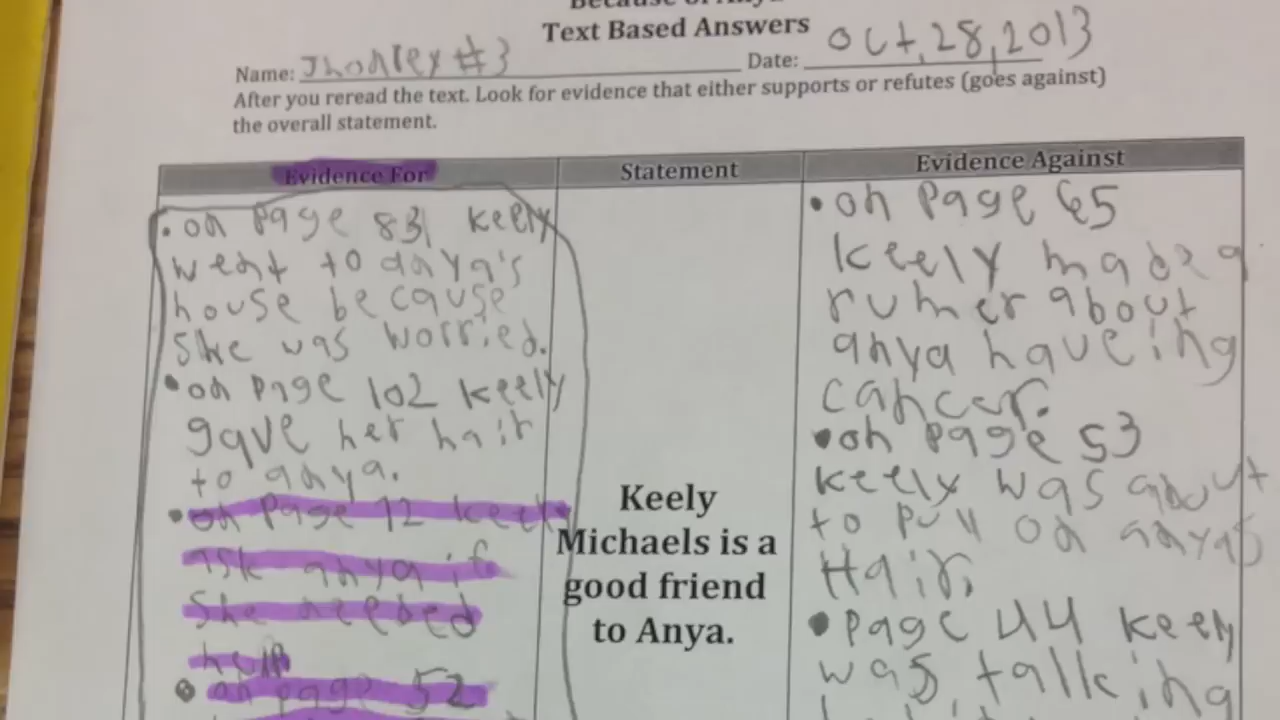 Text Based Answers
Name: Jhonley #3 Date: Oct, 28, 2013
After you reread the text. Look for evidence that either supports or refutes (goes against)
the overall statement.
Evidence For
Statement
Evidence Against
• on page 83 keely
went to anya's
house because
she was worried.
• on page 102 keely
gave her hair
to anya.
• on page 72 keely
ask anya if
she needed
help
• on page 52
Keely
Michaels is a
good friend
to Anya.
• on page 65
keely made a
rumer about
anya haveing
cancer.
• on page 53
keely was about
to pull on anyas
Hair.
• page 44 keely
was talking